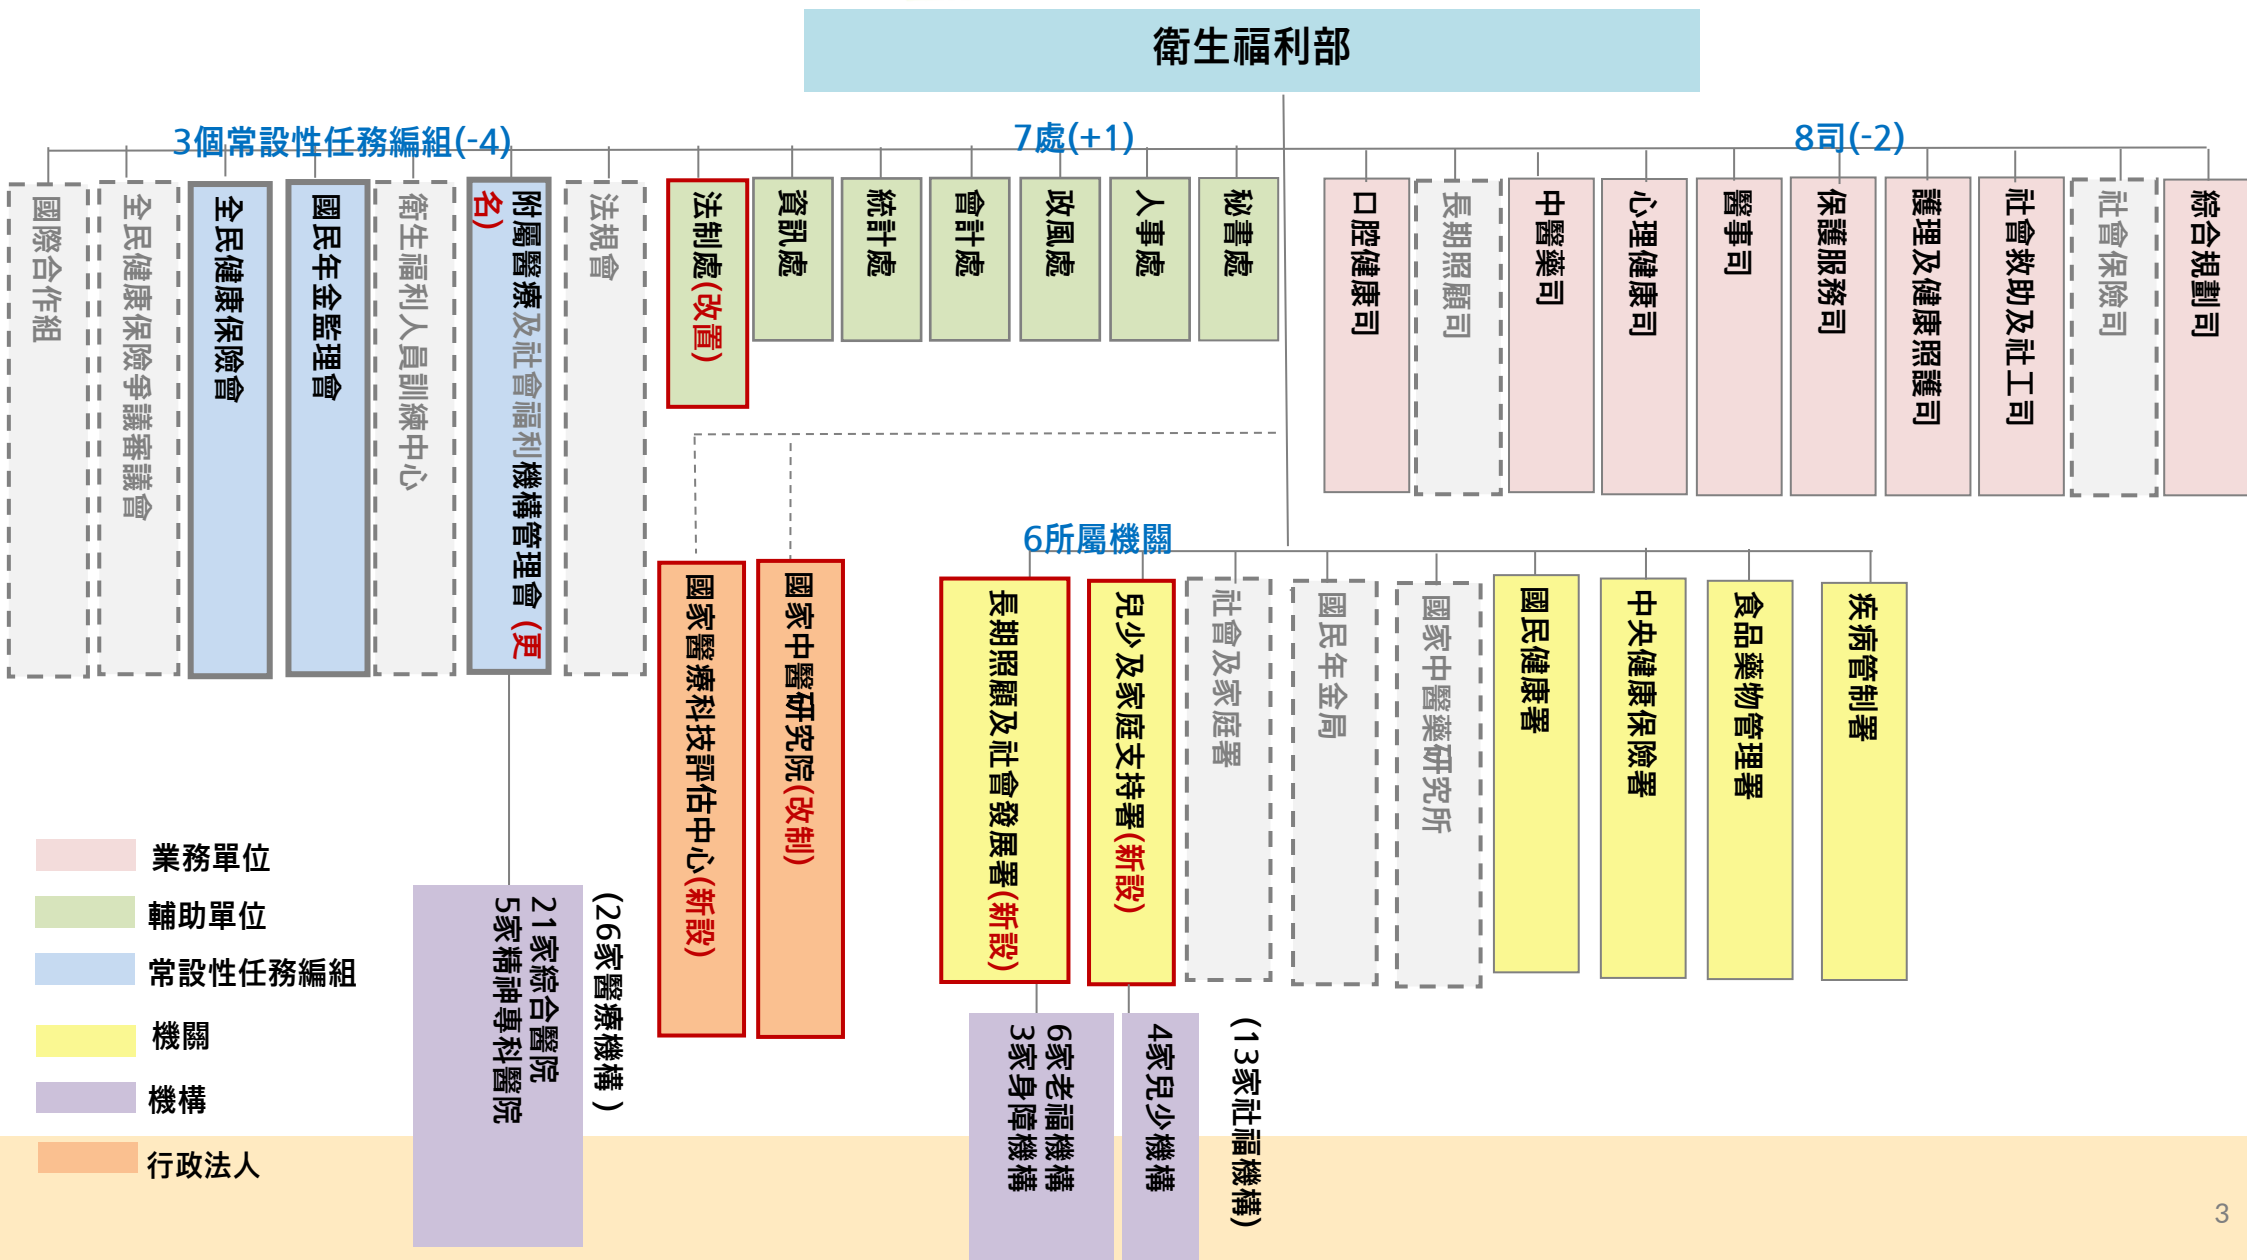 衛生福利部
3個常設性任務編組(-4)
7處(+1)
8司(-2)
國際合作組
全民健康保險爭議審議會
全民健康保險會
國民年金監理會
衛生福利人員訓練中心
附屬醫療及社會福利機構管理會 (更
名)
法規會
法制處(改置)
資訊處
統計處
會計處
政風處
人事處
秘書處
口腔健康司
長期照顧司
中醫藥司
心理健康司
醫事司
保護服務司
護理及健康照護司
社會救助及社工司
社會保險司
綜合規劃司
6所屬機關
國家醫療科技評估中心(新設)
國家中醫研究院(改制)
長期照顧及社會發展署(新設)
兒少及家庭支持署(新設)
社會及家庭署
國民年金局
國家中醫藥研究所
國民健康署
中央健康保險署
食品藥物管理署
疾病管制署
(26家醫療機構 )
21家綜合醫院
5家精神專科醫院
6家老福機構
3家身障機構
4家兒少機構
(13家社福機構)
業務單位
輔助單位
常設性任務編組
機關
機構
行政法人
3